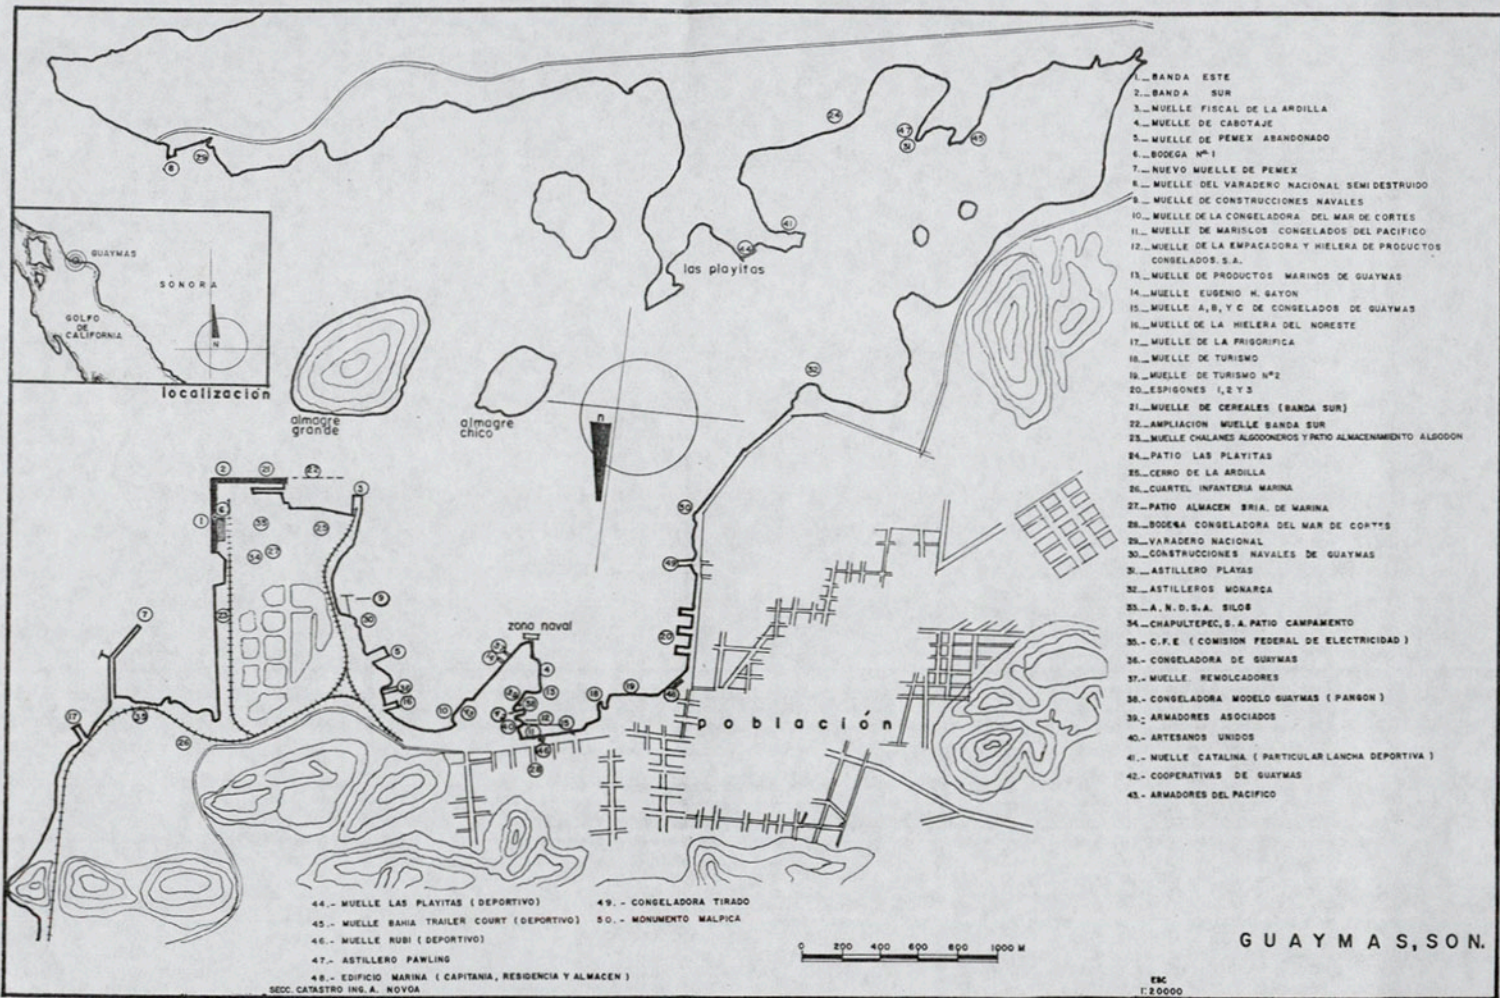 1._ BANDA ESTE
2._ BANDA SUR
3._ MUELLE FISCAL DE LA ARDILLA
4._ MUELLE DE CABOTAJE
5._ MUELLE DE PEMEX ABANDONADO
6._ BODEGA Nº 1
7._ NUEVO MUELLE DE PEMEX
8._ MUELLE DEL VARADERO NACIONAL SEMI DESTRUIDO
9._ MUELLE DE CONSTRUCCIONES NAVALES
10._ MUELLE DE LA CONGELADORA DEL MAR DE CORTES
11._ MUELLE DE MARISLOS CONGELADOS DEL PACIFICO
12._ MUELLE DE LA EMPACADORA Y HIELERA DE PRODUCTOS
CONGELADOS. S.A.
13._ MUELLE DE PRODUCTOS MARINOS DE GUAYMAS
14._ MUELLE EUGENIO H. GAYON
15._ MUELLE A, B, Y C DE CONGELADOS DE GUAYMAS
16._ MUELLE DE LA HIELERA DEL NORESTE
17._ MUELLE DE LA FRIGORIFICA
18._ MUELLE DE TURISMO
19._ MUELLE DE TURISMO Nº2
20._ ESPIGONES 1, 2 Y 3
21._ MUELLE DE CEREALES (BANDA SUR)
22._ AMPLIACION MUELLE BANDA SUR
23._ MUELLE CHALANES ALGODONEROS Y PATIO ALMACENAMIENTO ALGODON
24._ PATIO LAS PLAYITAS
25._ CERRO DE LA ARDILLA
26._ CUARTEL INFANTERIA MARINA
27._ PATIO ALMACEN SRIA. DE MARINA
28._ BODEGA CONGELADORA DEL MAR DE CORTES
29._ VARADERO NACIONAL
30._ CONSTRUCCIONES NAVALES DE GUAYMAS
31._ ASTILLERO PLAYAS
32._ ASTILLEROS MONARCA
33._ A.N.D.S.A. SILOS
34._ CHAPULTEPEC, S.A. PATIO CAMPAMENTO
35.- C.F.E ( COMISION FEDERAL DE ELECTRICIDAD )
36.- CONGELADORA DE GUAYMAS
37.- MUELLE REMOLCADORES
38.- CONGELADORA MODELO GUAYMAS ( PANGON )
39.- ARMADORES ASOCIADOS
40.- ARTESANOS UNIDOS
41.- MUELLE CATALINA ( PARTICULAR LANCHA DEPORTIVA )
42.- COOPERATIVAS DE GUAYMAS
43.- ARMADORES DEL PACIFICO
GUAYMAS
SONORA
GOLFO
DE
CALIFORNIA
N
localización
almagre
grande
almagre
chico
las playitas
n
zona naval
población
44.- MUELLE LAS PLAYITAS ( DEPORTIVO )
45.- MUELLE BAHIA TRAILER COURT ( DEPORTIVO )
46.- MUELLE RUBI ( DEPORTIVO )
47.- ASTILLERO PAWLING
48.- EDIFICIO MARINA ( CAPITANIA, RESIDENCIA Y ALMACEN )
49.- CONGELADORA TIRADO
50.- MONUMENTO MALPICA
SECC. CATASTRO ING. A. NOVOA
0 200 400 600 800 1000 M
GUAYMAS, SON.
ESC
1:20000